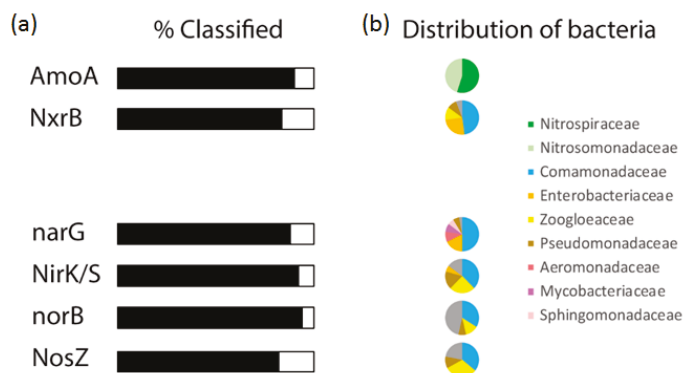 (a) % Classified (b) Distribution of bacteria
AmoA
NxrB
narG
NirK/S
norB
NosZ
Nitrospiraceae
Nitrosomonadaceae
Comamonadaceae
Enterobacteriaceae
Zoogloeaceae
Pseudomonadaceae
Aeromonadaceae
Mycobacteriaceae
Sphingomonadaceae